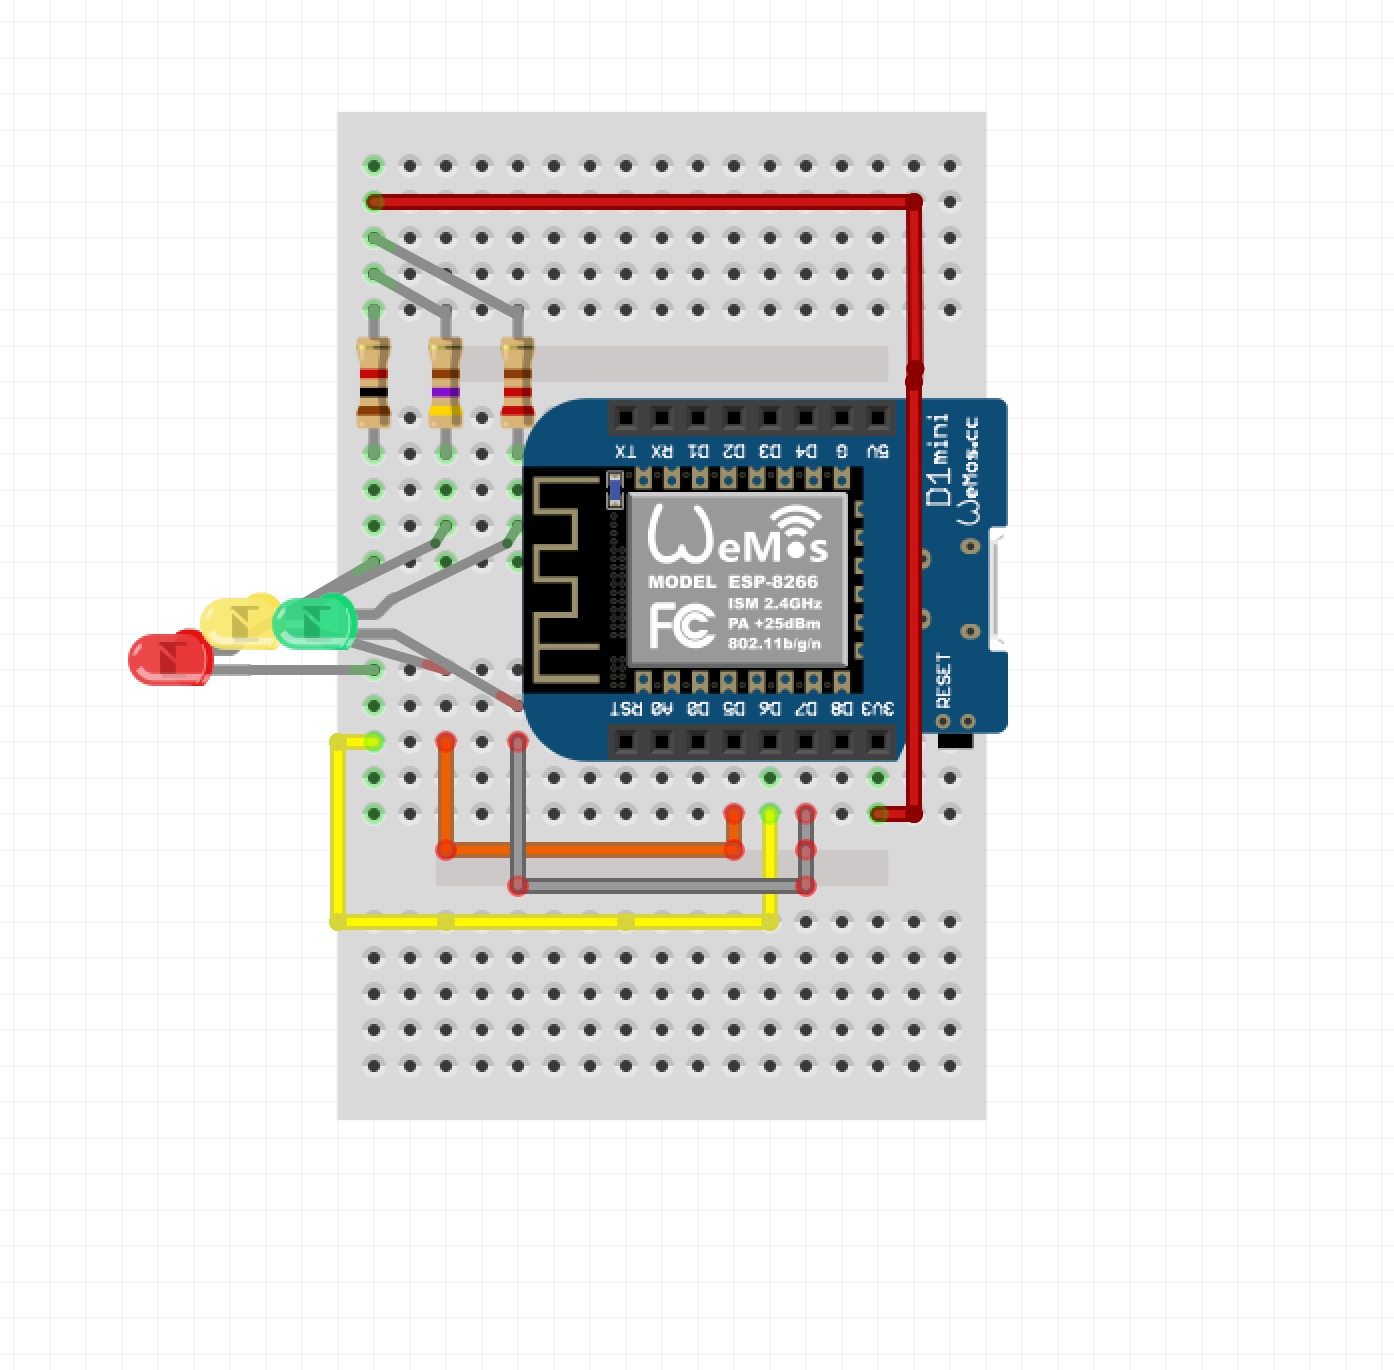 TX RX D1 D2 D3 D4 G 5V
D1 mini
WeMos.cc
WeMos
MODEL ESP-8266
ISM 2.4GHz
PA +25dBm
802.11b/g/n
FC
RESET
RST A0 D0 D5 D6 D7 D8 3V3